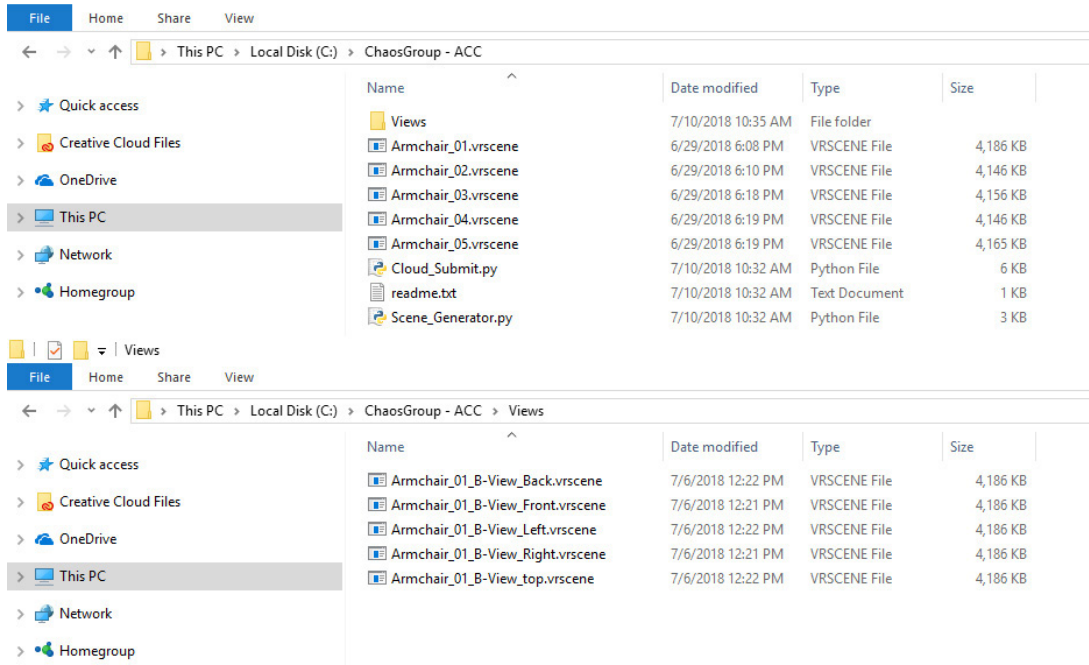 File Home Share View
This PC > Local Disk (C:) > ChaosGroup - ACC
Name Date modified Type Size
Quick access
Creative Cloud Files
OneDrive
This PC
Network
Homegroup
Views 7/10/2018 10:35 AM File folder
Armchair_01.vrscene 6/29/2018 6:08 PM VRSCENE File 4,186 KB
Armchair_02.vrscene 6/29/2018 6:10 PM VRSCENE File 4,146 KB
Armchair_03.vrscene 6/29/2018 6:18 PM VRSCENE File 4,156 KB
Armchair_04.vrscene 6/29/2018 6:19 PM VRSCENE File 4,146 KB
Armchair_05.vrscene 6/29/2018 6:19 PM VRSCENE File 4,165 KB
Cloud_Submit.py 7/10/2018 10:32 AM Python File 6 KB
readme.txt 7/10/2018 10:32 AM Text Document 1 KB
Scene_Generator.py 7/10/2018 10:32 AM Python File 3 KB
Views
File Home Share View
This PC > Local Disk (C:) > ChaosGroup - ACC > Views
Name Date modified Type Size
Quick access
Creative Cloud Files
OneDrive
This PC
Network
Homegroup
Armchair_01_B-View_Back.vrscene 7/6/2018 12:22 PM VRSCENE File 4,186 KB
Armchair_01_B-View_Front.vrscene 7/6/2018 12:21 PM VRSCENE File 4,186 KB
Armchair_01_B-View_Left.vrscene 7/6/2018 12:22 PM VRSCENE File 4,186 KB
Armchair_01_B-View_Right.vrscene 7/6/2018 12:21 PM VRSCENE File 4,186 KB
Armchair_01_B-View_top.vrscene 7/6/2018 12:22 PM VRSCENE File 4,186 KB